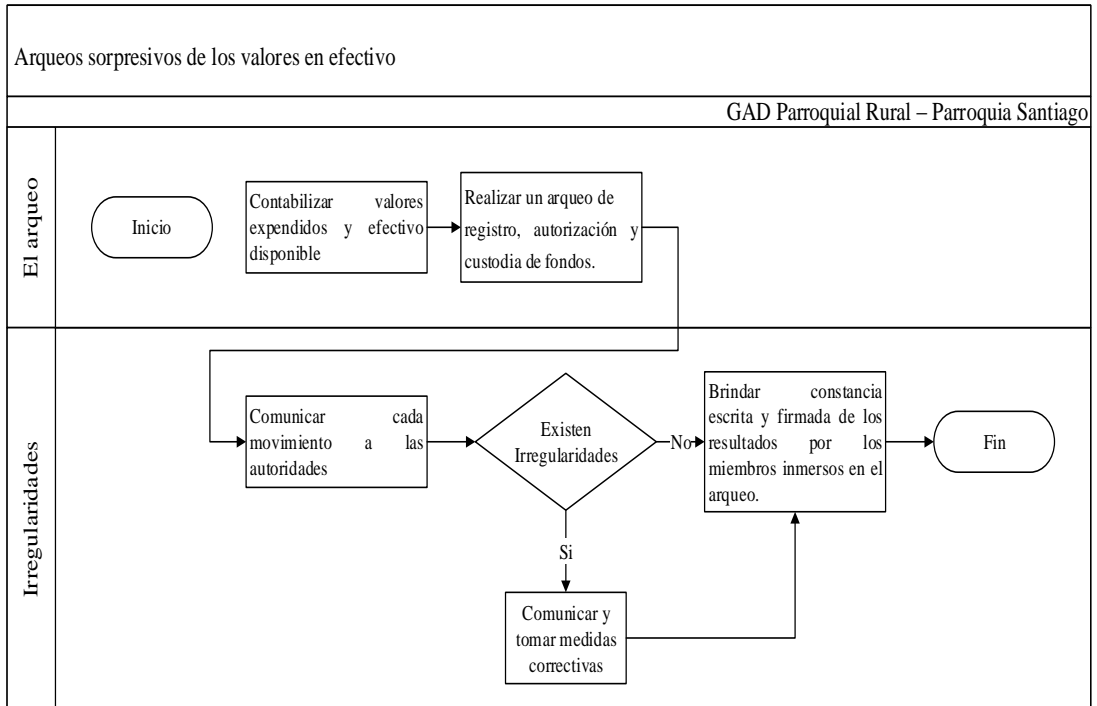 Arqueos sorpresivos de los valores en efectivo
GAD Parroquial Rural – Parroquia Santiago
El arqueo
Inicio
Contabilizar valores
expendidos y efectivo
disponible
Realizar un arqueo de
registro, autorización y
custodia de fondos.
Irregularidades
Comunicar cada
movimiento a las
autoridades
Existen
Irregularidades
No
Si
Comunicar y
tomar medidas
correctivas
Brindar constancia
escrita y firmada de los
resultados por los
miembros inmersos en el
arqueo.
Fin